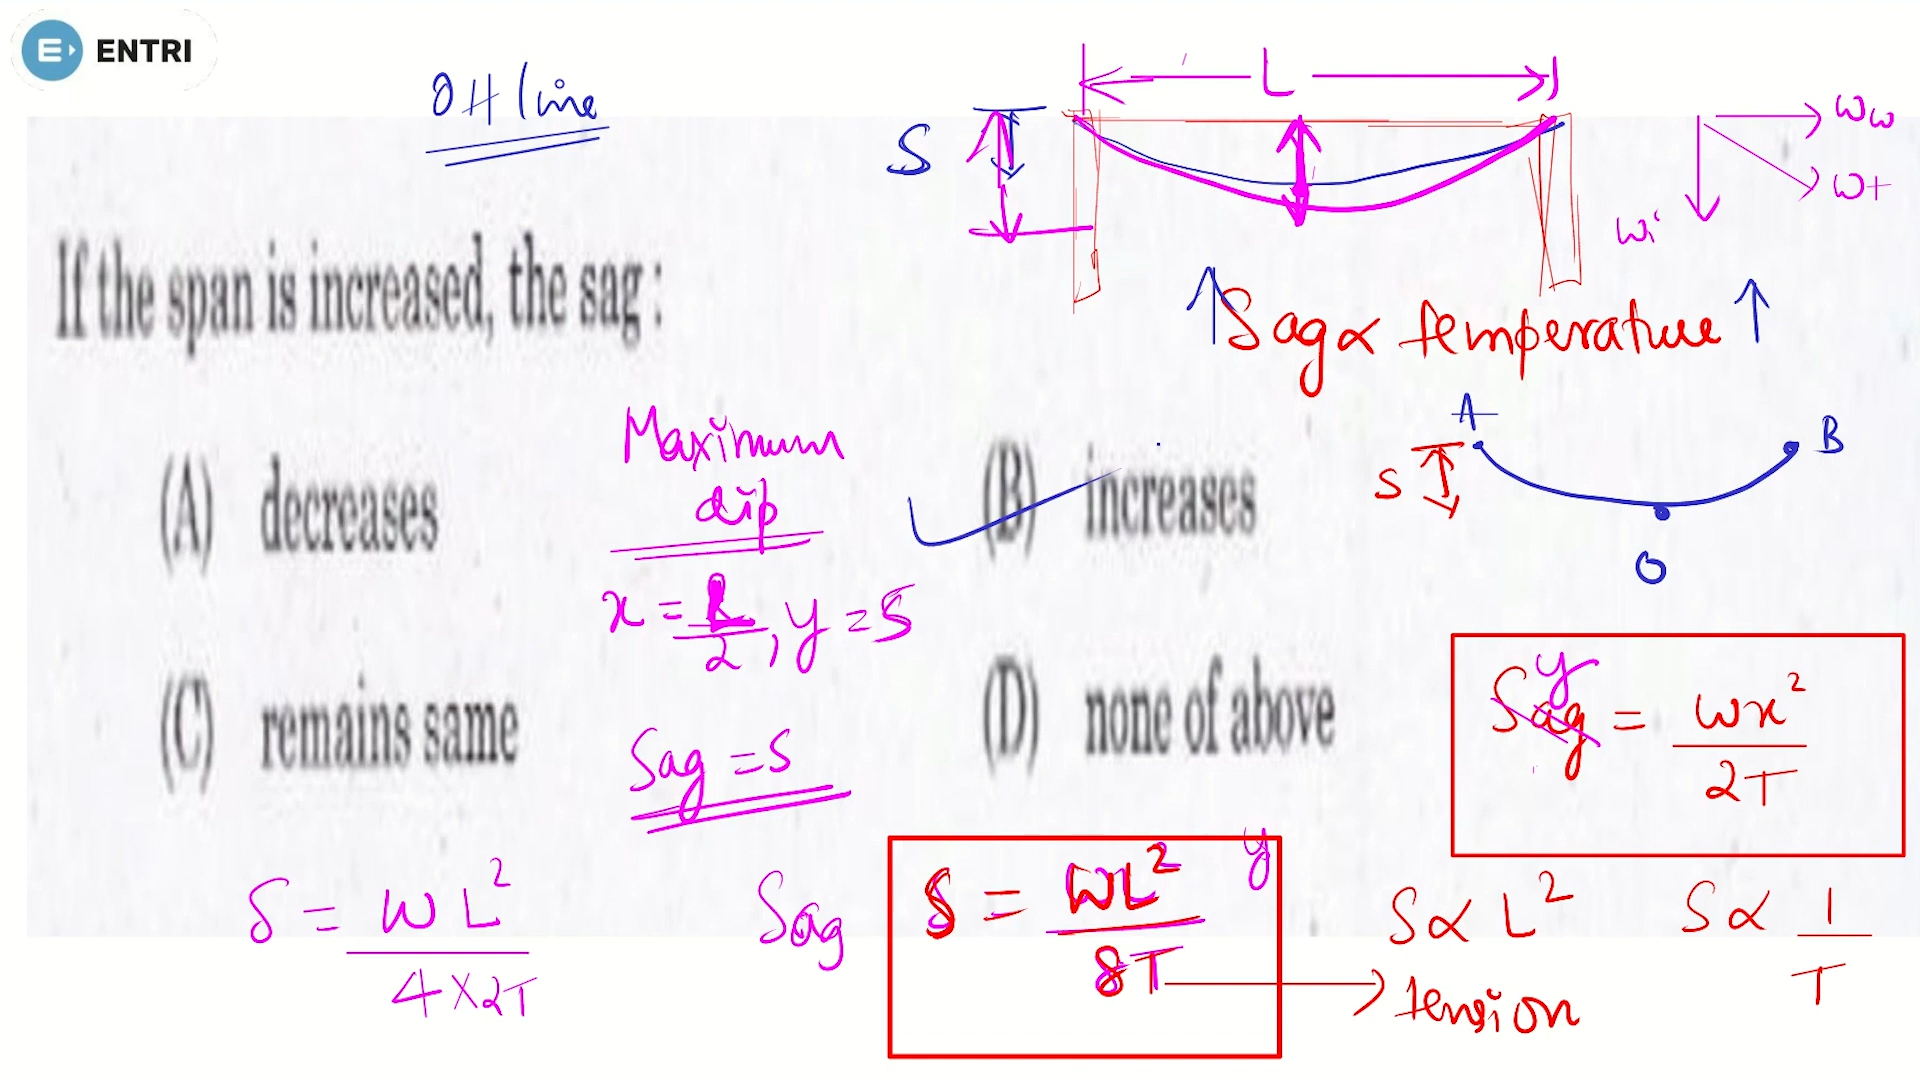 ENTRI
OH line
L
S
Ww
Wt
Wi
If the span is increased, the sag :
Sag ∝ temperature
A
B
S
O
(A) decreases
(B) increases
Maximum
dip
x = L/2, y = S
(C) remains same
(D) none of above
Sag = S
Sag y = wx²/2T
S = WL²/4×2T
Sag S = WL²/8T
y
S ∝ L²
S ∝ 1/T
tension